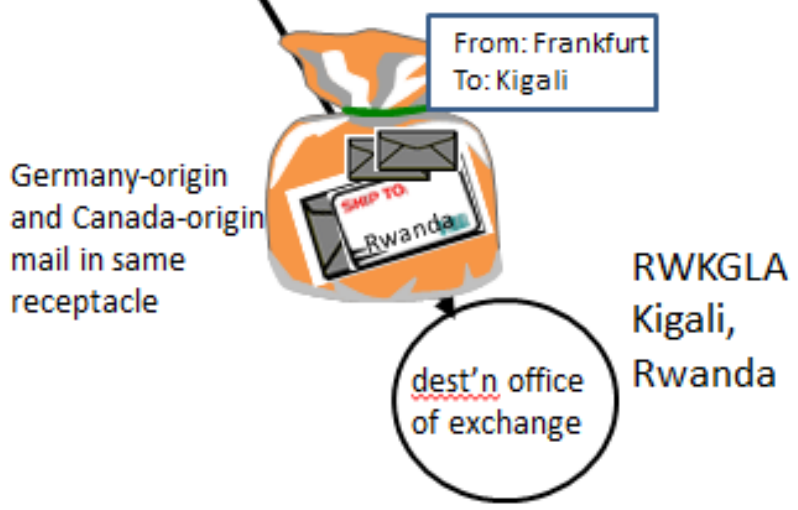 From: Frankfurt
To: Kigali
Germany-origin
and Canada-origin
mail in same
receptacle
SHIP TO:
Rwanda
RWKGLA
Kigali,
Rwanda
dest'n office
of exchange